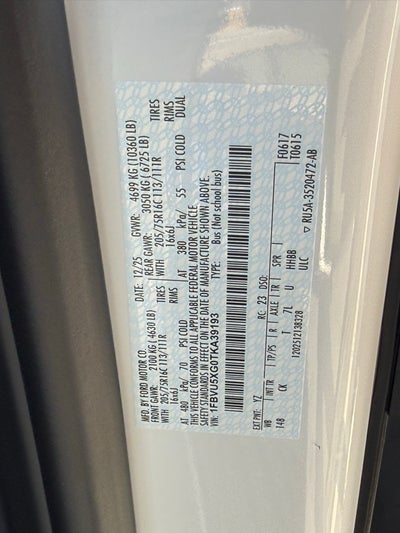 MFD. BY FORD MOTOR CO.
DATE: 12/25 GVWR: 4699 KG (10360 LB)
FRONT GAWR: 2100 KG (4630 LB) REAR GAWR: 3050 KG (6725 LB)
WITH 205/75R16C 113/111R TIRES WITH 205/75R16C 113/111R TIRES
16x6J RIMS 16x6J RIMS
AT 480 kPa/ 70 PSI COLD AT 380 kPa/ 55 PSI COLD DUAL
THIS VEHICLE CONFORMS TO ALL APPLICABLE FEDERAL MOTOR VEHICLE
SAFETY STANDARDS IN EFFECT ON THE DATE OF MANUFACTURE SHOWN ABOVE.
VIN: 1FBVU5XG0TKA39193 TYPE: Bus (Not school bus)
F0617
T0615
EXT PNT: YZ RC: 23 DSO:
WB INT TR TP/PS R AXLE TR SPR
148 CK T 7L U HHBB
ULC
1202512138328 ▽ RU5A-3520472-AB